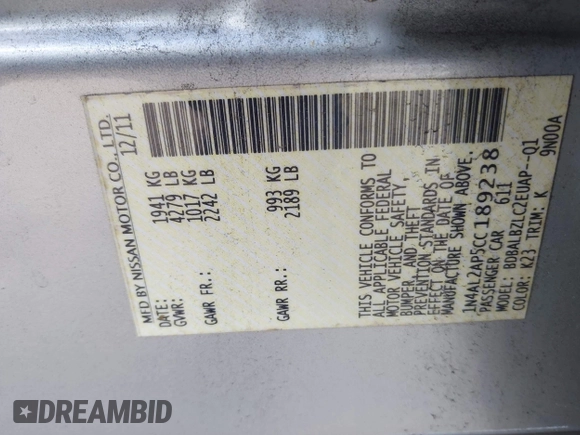 MFD BY NISSAN MOTOR CO., LTD.
DATE: 12/11
GVWR: 1941 KG
4279 LB
GAWR FR.: 1017 KG
2242 LB
GAWR RR.: 993 KG
2189 LB
THIS VEHICLE CONFORMS TO
ALL APPLICABLE FEDERAL
MOTOR VEHICLE SAFETY,
BUMPER, AND THEFT
PREVENTION STANDARDS IN
EFFECT ON THE DATE OF
MANUFACTURE SHOWN ABOVE.
1N4AL2AP5CC189238
PASSENGER CAR 611
MODEL: BDBALBZLC2EUAP--Q1
COLOR: K23 TRIM: K 9N00A
DREAMBID